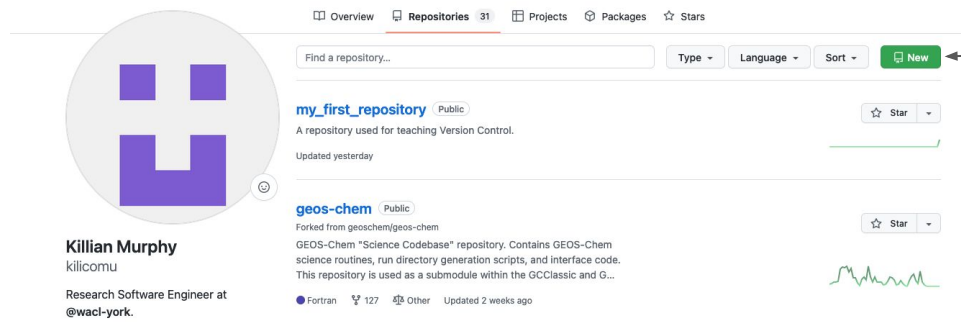 Overview Repositories 31 Projects Packages Stars
Find a repository... Type Language Sort New
my_first_repository Public
Star
A repository used for teaching Version Control.
Updated yesterday
geos-chem Public
Star
Forked from geoschem/geos-chem
GEOS-Chem "Science Codebase" repository. Contains GEOS-Chem
science routines, run directory generation scripts, and interface code.
This repository is used as a submodule within the GCClassic and G...
Fortran 127 Other Updated 2 weeks ago
Killian Murphy
kilicomu
Research Software Engineer at
@wacl-york.